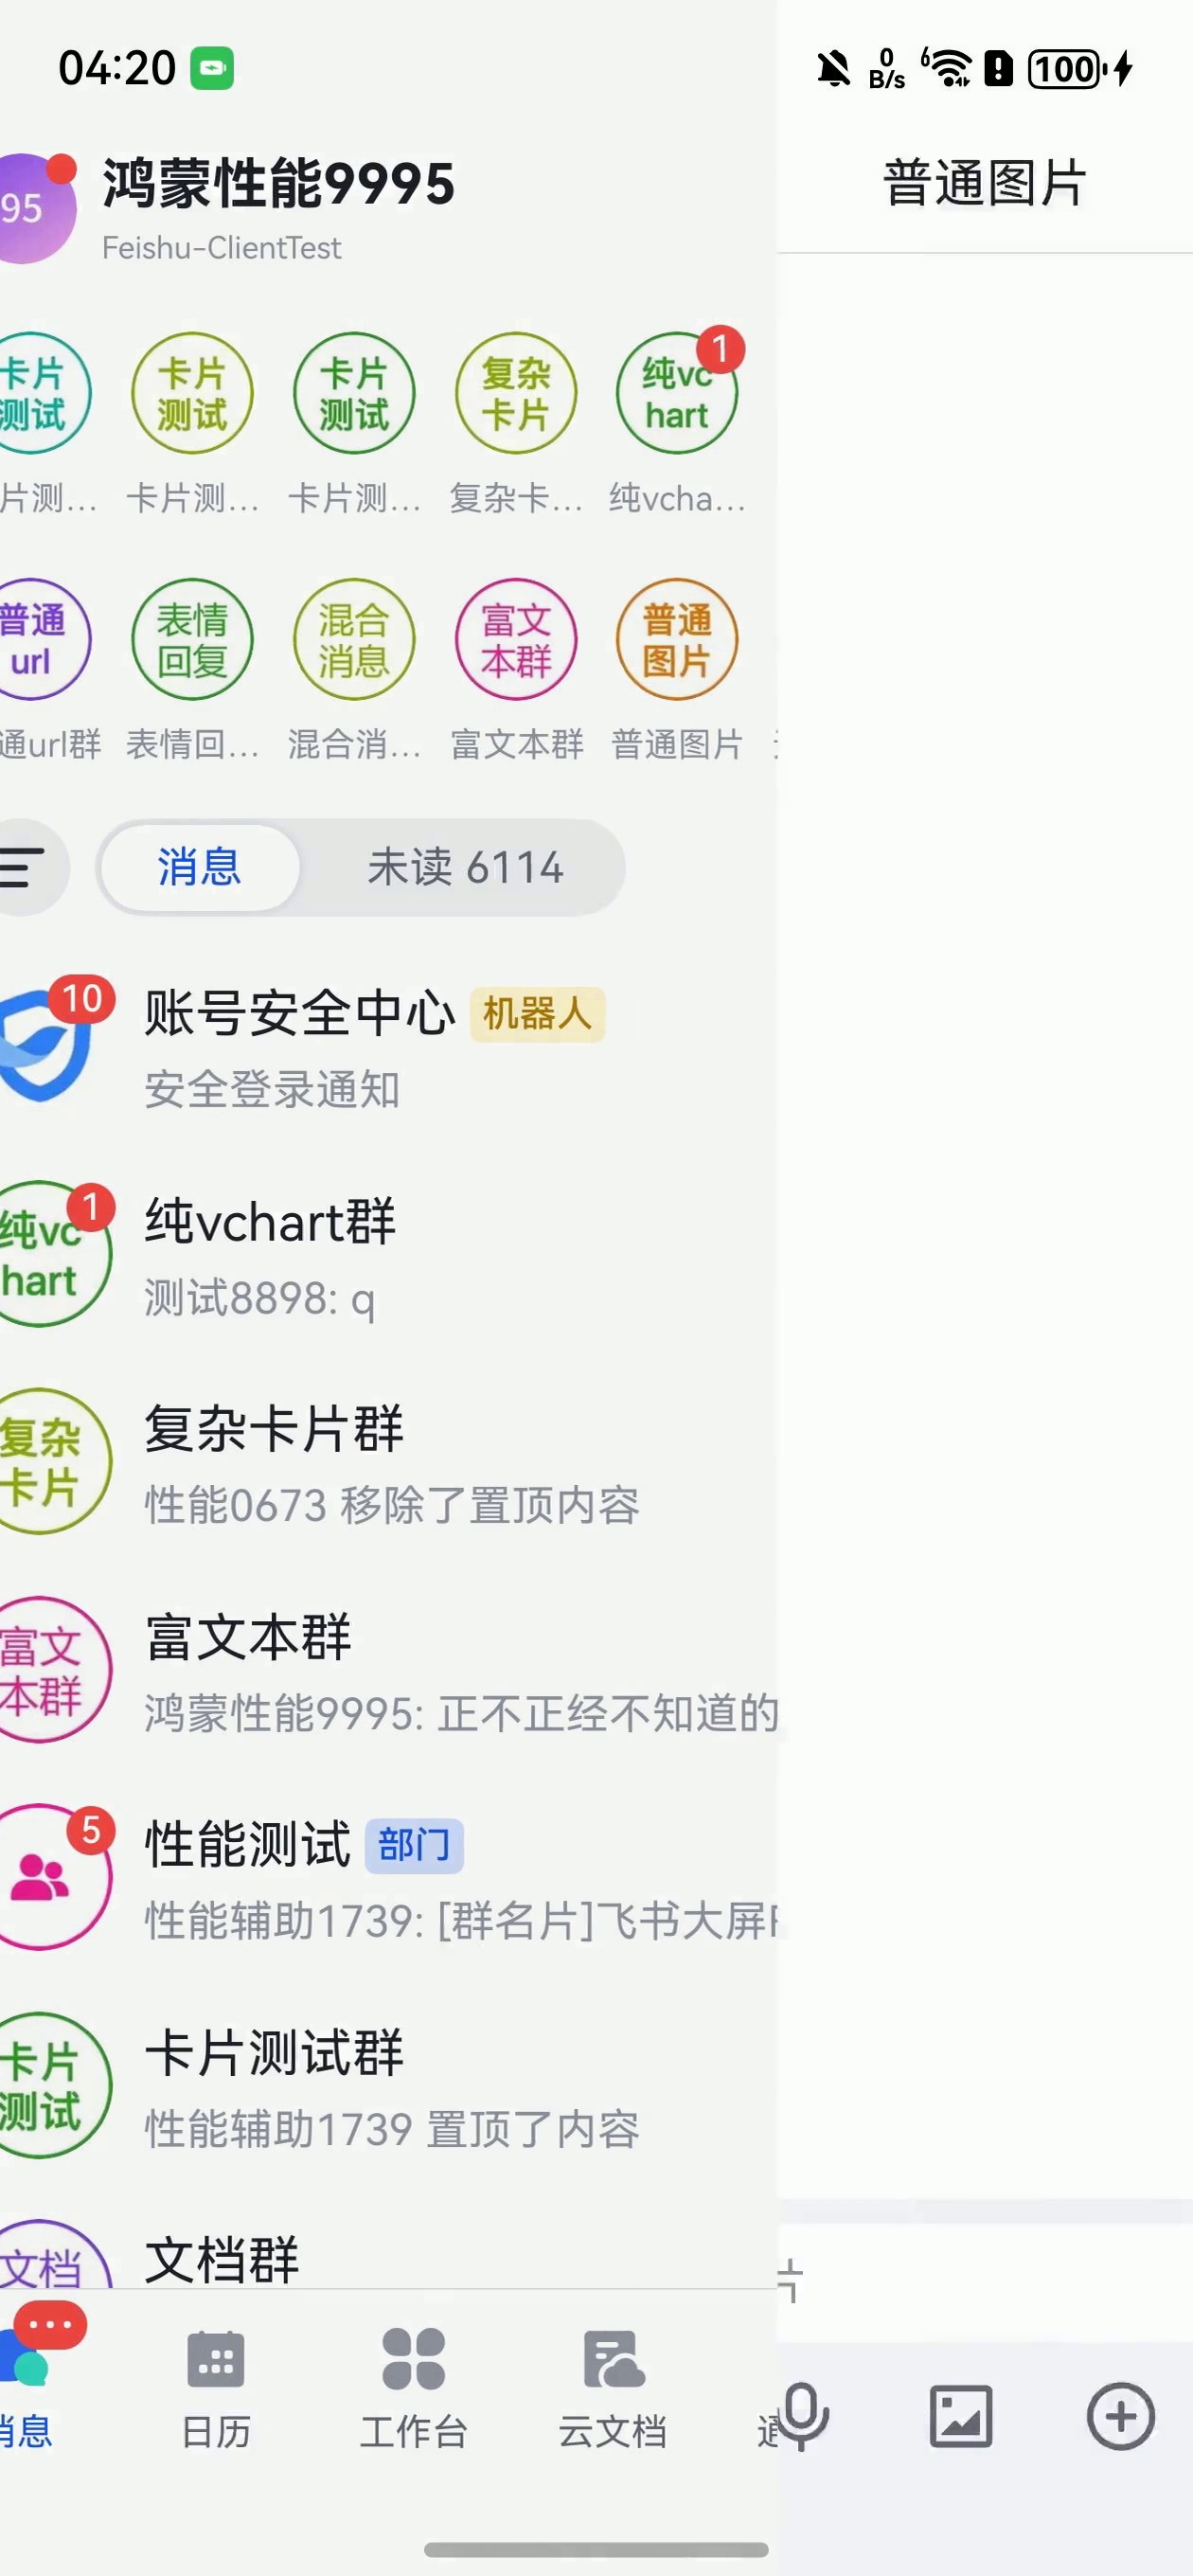 04:20
0
B/s
6
100
95
鸿蒙性能9995
Feishu-ClientTest
普通图片
卡片
测试
卡片
测试
卡片
测试
复杂
卡片
纯vc
hart
1
片测...
卡片测...
卡片测...
复杂卡...
纯vcha...
普通
url
表情
回复
混合
消息
富文
本群
普通
图片
通url群
表情回...
混合消...
富文本群
普通图片
消息
未读 6114
10
账号安全中心
机器人
安全登录通知
纯vc
hart
1
纯vchart群
测试8898: q
复杂
卡片
复杂卡片群
性能0673 移除了置顶内容
富文
本群
富文本群
鸿蒙性能9995: 正不正经不知道的
5
性能测试
部门
性能辅助1739: [群名片]飞书大屏
卡片
测试
卡片测试群
性能辅助1739 置顶了内容
文档
文档群
消息
日历
工作台
云文档